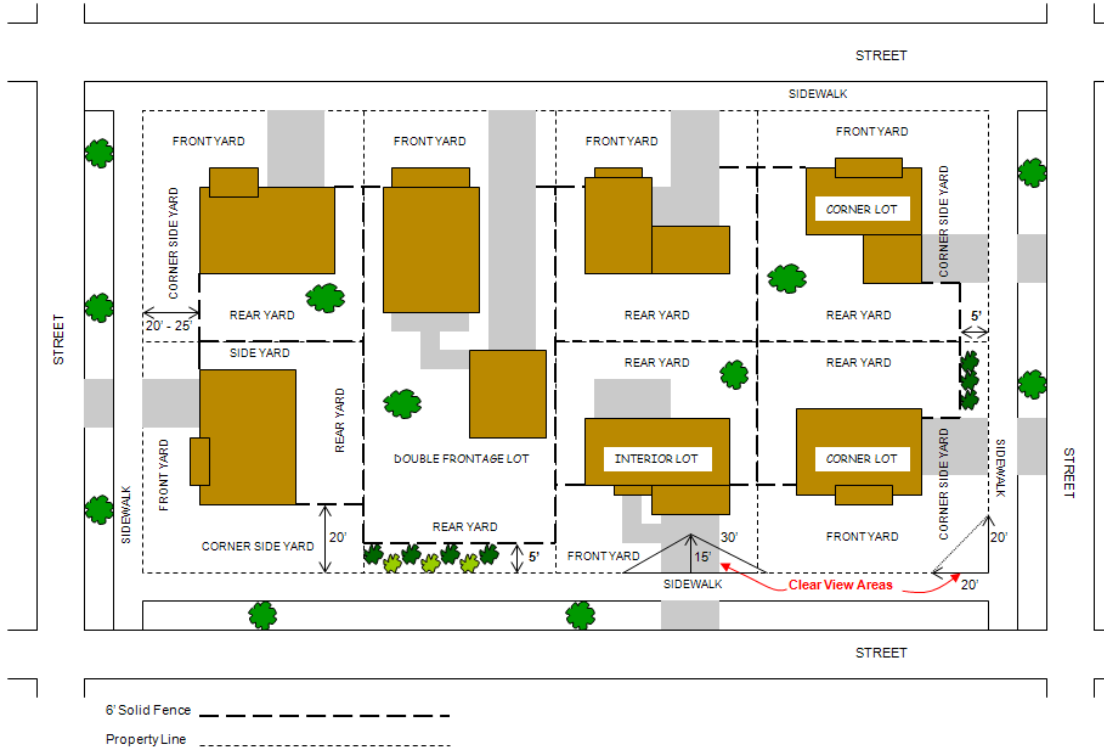 STREET
SIDEWALK
FRONT YARD
FRONT YARD
FRONT YARD
FRONT YARD
CORNER SIDE YARD
CORNER LOT
CORNER SIDE YARD
20' - 25'
REAR YARD
REAR YARD
REAR YARD
5'
STREET
SIDE YARD
REAR YARD
REAR YARD
REAR YARD
FRONT YARD
DOUBLE FRONTAGE LOT
INTERIOR LOT
CORNER LOT
CORNER SIDE YARD
SIDEWALK
STREET
SIDEWALK
CORNER SIDE YARD
20'
REAR YARD
5'
FRONT YARD
15'
30'
FRONT YARD
20'
SIDEWALK
Clear View Areas
20'
STREET
6' Solid Fence
Property Line